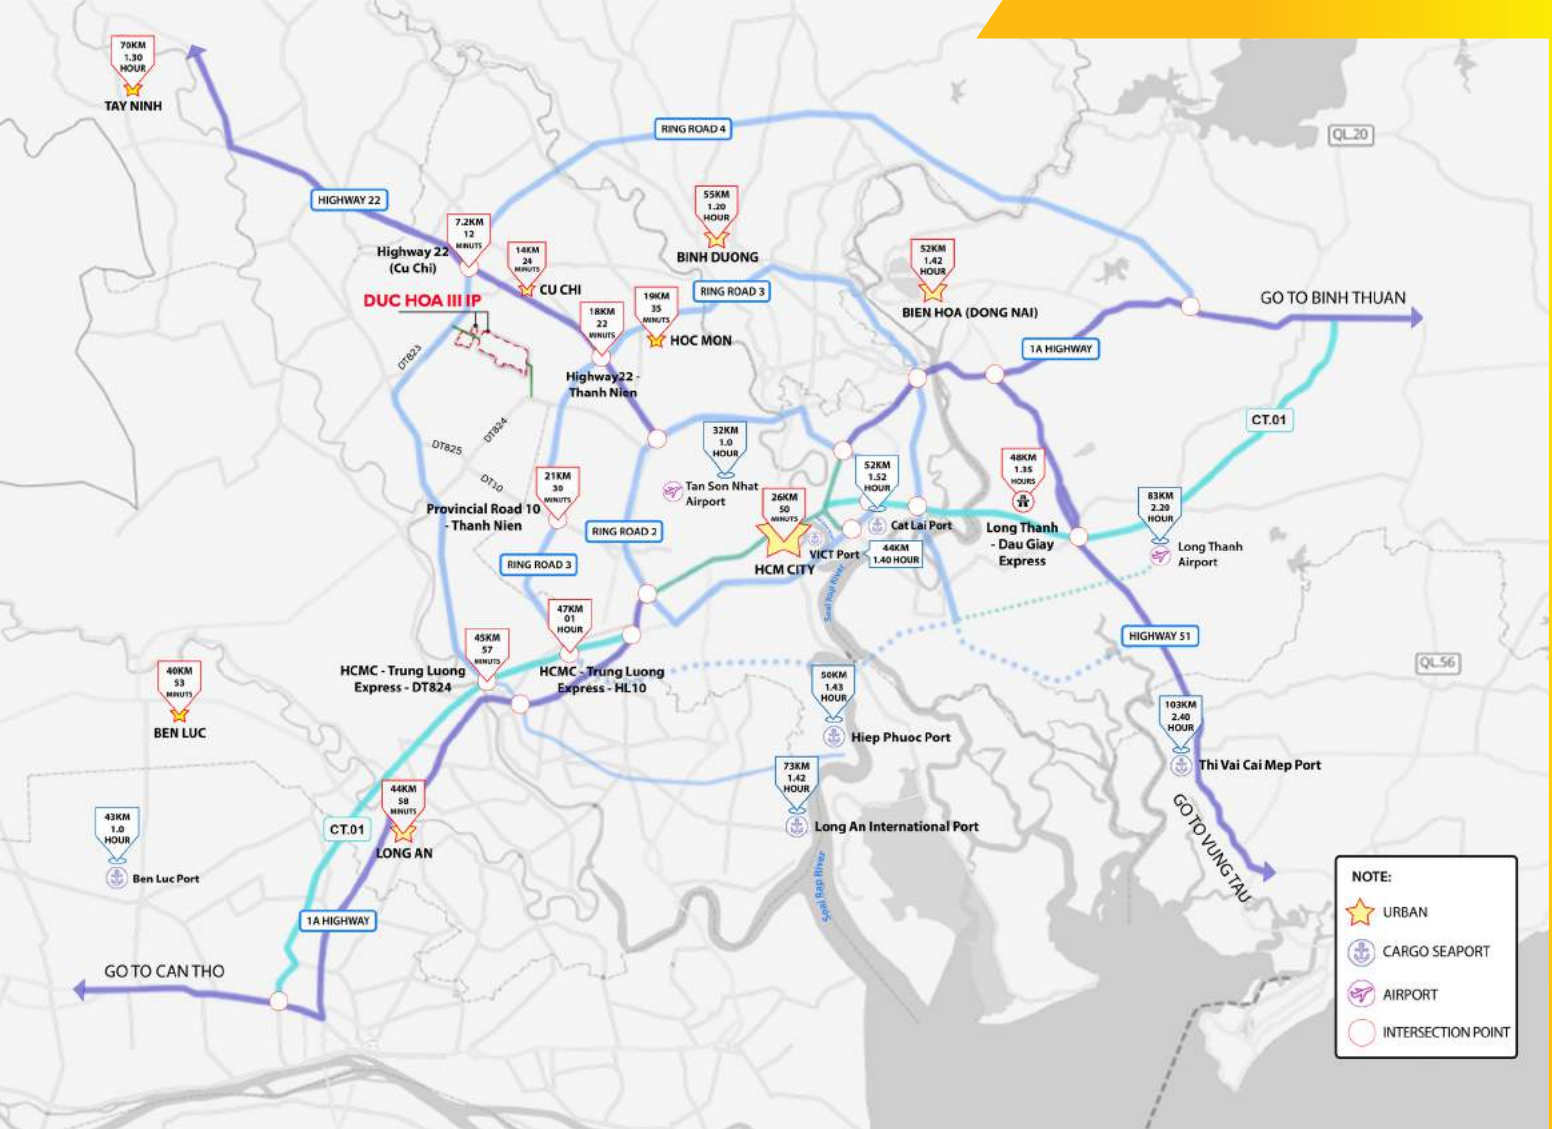 70KM
1.30
HOUR
TAY NINH
RING ROAD 4
QL.20
HIGHWAY 22
55KM
1.20
HOUR
BINH DUONG
7.2KM
12
MINUTS
Highway 22
(Cu Chi)
14KM
24
MINUTS
CU CHI
52KM
1.42
HOUR
BIEN HOA (DONG NAI)
RING ROAD 3
DUC HOA III IP
19KM
35
MINUTS
HOC MON
18KM
22
MINUTS
Highway22 -
Thanh Nien
GO TO BINH THUAN
1A HIGHWAY
DT823
CT.01
DT824
DT825
DT10
32KM
1.0
HOUR
Tan Son Nhat
Airport
52KM
1.52
HOUR
Cat Lai Port
48KM
1.35
HOURS
Long Thanh
- Dau Giay
Express
21KM
30
MINUTS
Provincial Road 10
- Thanh Nien
26KM
50
MINUTS
HCM CITY
VICT Port
44KM
1.40 HOUR
83KM
2.20
HOUR
Long Thanh
Airport
RING ROAD 2
RING ROAD 3
Soai Rap River
47KM
01
HOUR
HCMC - Trung Luong
Express - HL10
45KM
57
MINUTS
HCMC - Trung Luong
Express - DT824
HIGHWAY 51
QL.56
40KM
53
MINUTS
BEN LUC
50KM
1.43
HOUR
Hiep Phuoc Port
103KM
2.40
HOUR
Thi Vai Cai Mep Port
73KM
1.42
HOUR
Long An International Port
44KM
58
MINUTS
LONG AN
CT.01
43KM
1.0
HOUR
Ben Luc Port
GO TO VUNG TAU
Soai Rap River
1A HIGHWAY
GO TO CAN THO
NOTE:
URBAN
CARGO SEAPORT
AIRPORT
INTERSECTION POINT